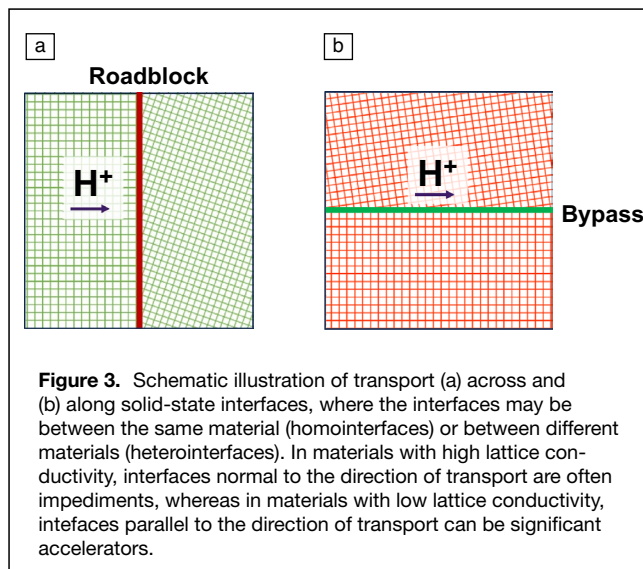 a
b
Roadblock
H+
H+
Bypass
Figure 3. Schematic illustration of transport (a) across and
(b) along solid-state interfaces, where the interfaces may be
between the same material (homointerfaces) or between different
materials (heterointerfaces). In materials with high lattice con-
ductivity, interfaces normal to the direction of transport are often
impediments, whereas in materials with low lattice conductivity,
intefaces parallel to the direction of transport can be significant
accelerators.